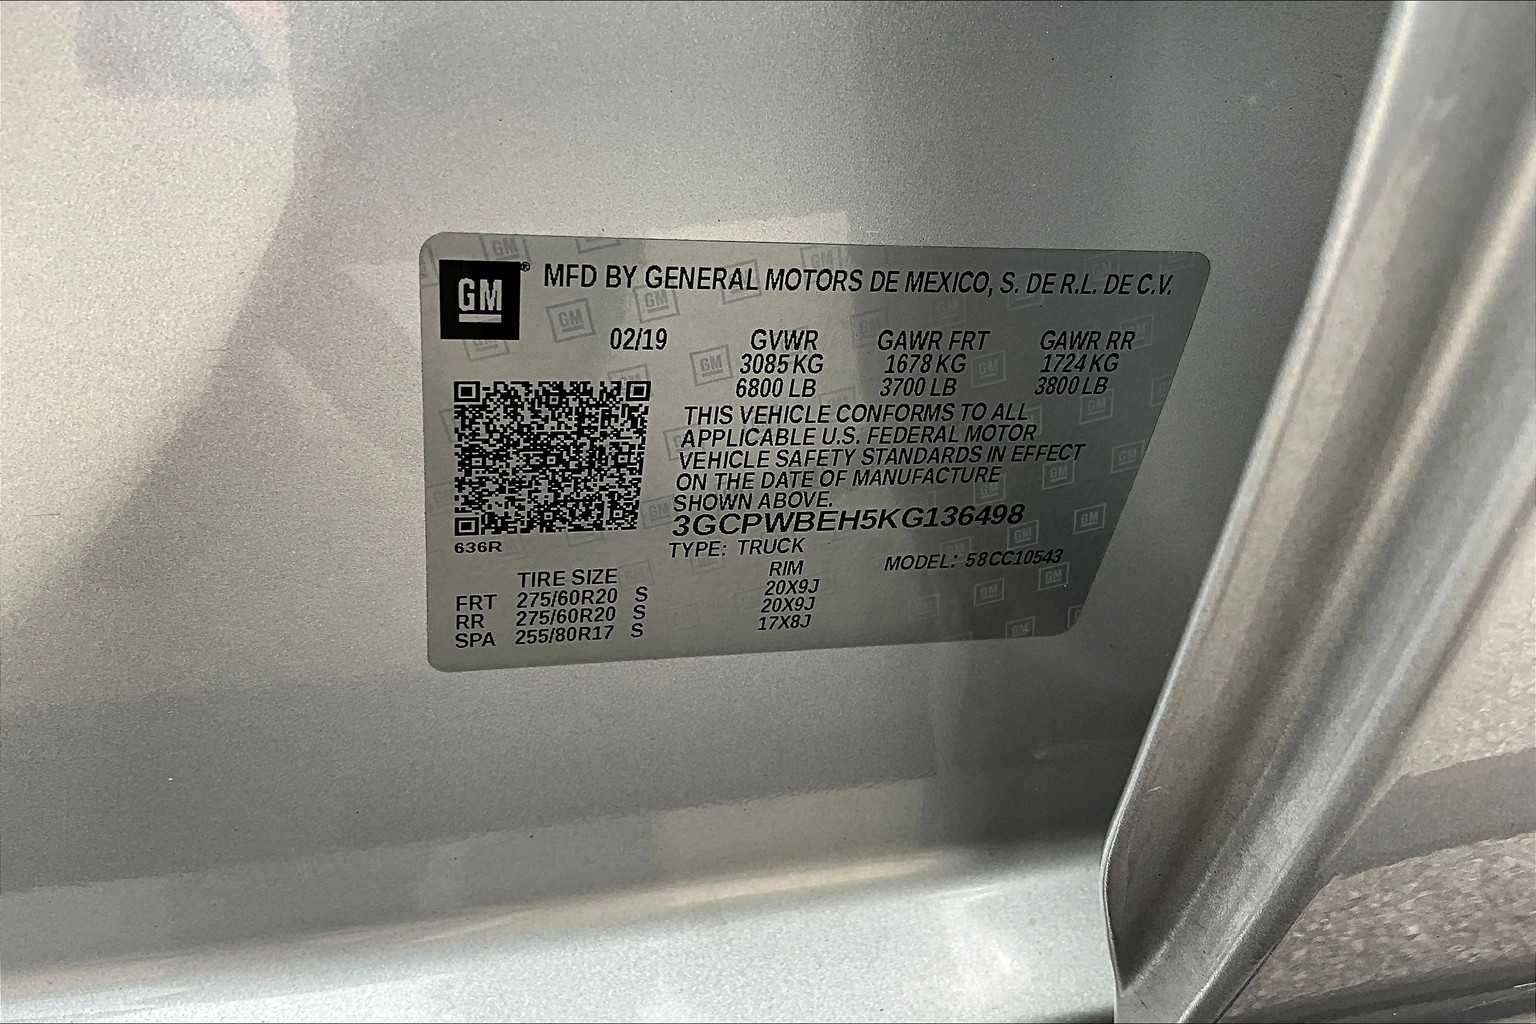 GM® MFD BY GENERAL MOTORS DE MEXICO, S. DE R.L. DE C.V.
02/19 GVWR GAWR FRT GAWR RR
3085 KG 1678 KG 1724 KG
6800 LB 3700 LB 3800 LB
THIS VEHICLE CONFORMS TO ALL
APPLICABLE U.S. FEDERAL MOTOR
VEHICLE SAFETY STANDARDS IN EFFECT
ON THE DATE OF MANUFACTURE
SHOWN ABOVE.
3GCPWBEH5KG136498
636R
TYPE: TRUCK MODEL: 58CC10543
TIRE SIZE RIM
FRT 275/60R20 S 20X9J
RR 275/60R20 S 20X9J
SPA 255/80R17 S 17X8J